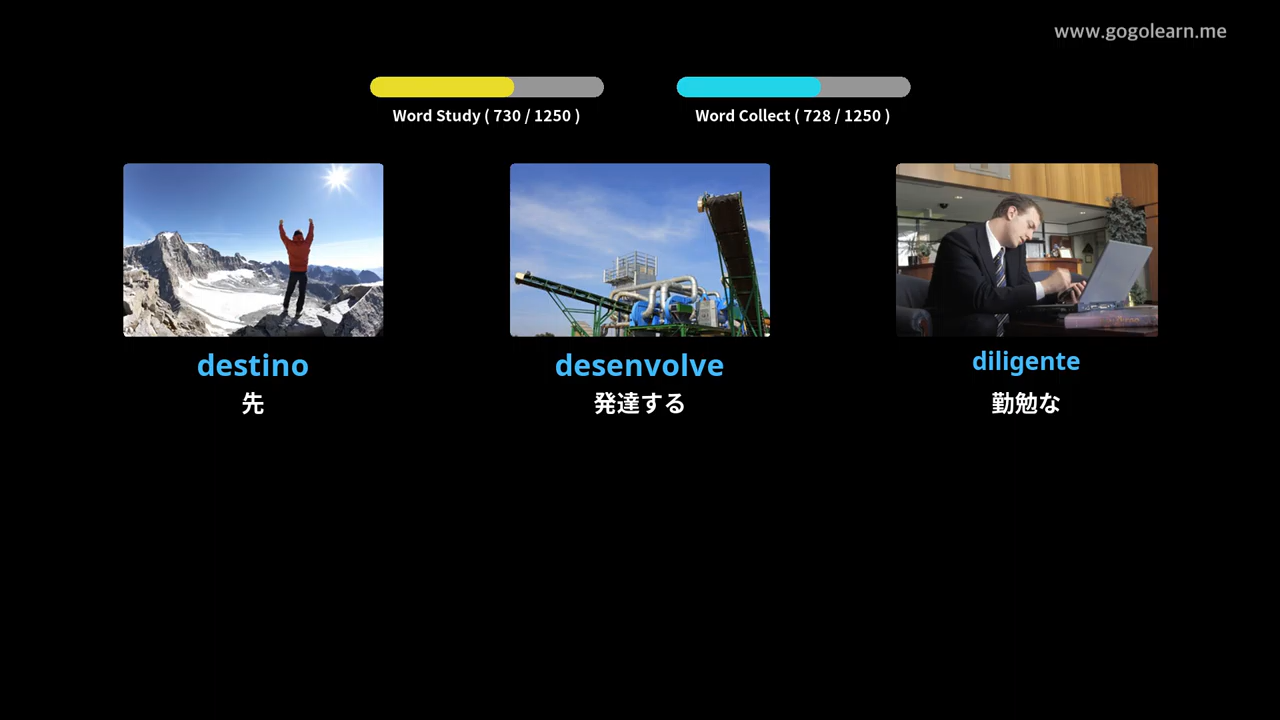 www.gogolearn.me
Word Study ( 730 / 1250 )
Word Collect ( 728 / 1250 )
destino
desenvolve
diligente
先
発達する
勤勉な